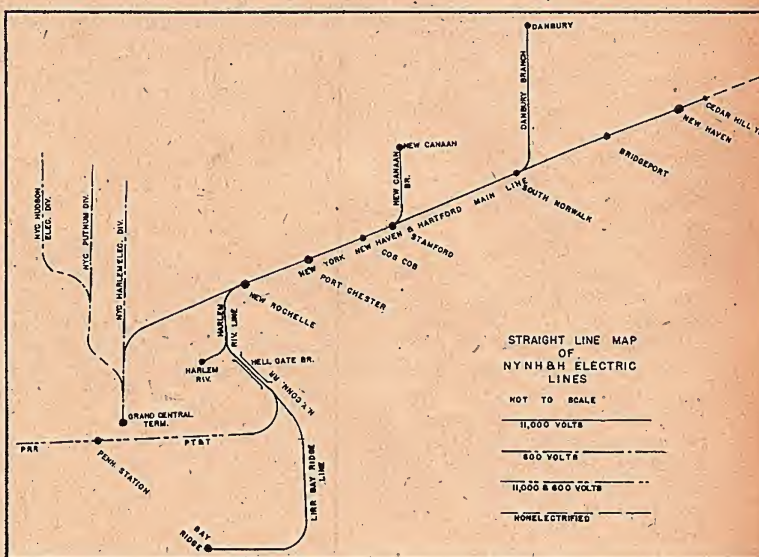 DANBURY
DANBURY BRANCH
CEDAR HILL
NEW HAVEN
BRIDGEPORT
NEW CANAAN
NEW CANAAN
BR.
SOUTH NORWALK
NEW YORK NEW HAVEN & HARTFORD MAIN LINE
STAMFORD
COS COB
PORT CHESTER
NEW ROCHELLE
NYC HUDSON
ELEC. DIV.
NYC PUTNUM DIV.
NYC HARLEM ELEC. DIV.
HARLEM
RIV. LINE
HARLEM
RIV.
HELL GATE BR.
N.Y. CONN. RR.
GRAND CENTRAL
TERM.
PRR
PT&T
PENN. STATION
LIRR BAY RIDGE
LINE
BAY
RIDGE
STRAIGHT LINE MAP
OF
NYNH&H ELECTRIC
LINES
NOT TO SCALE
11,000 VOLTS
600 VOLTS
11,000 & 600 VOLTS
NONELECTRIFIED